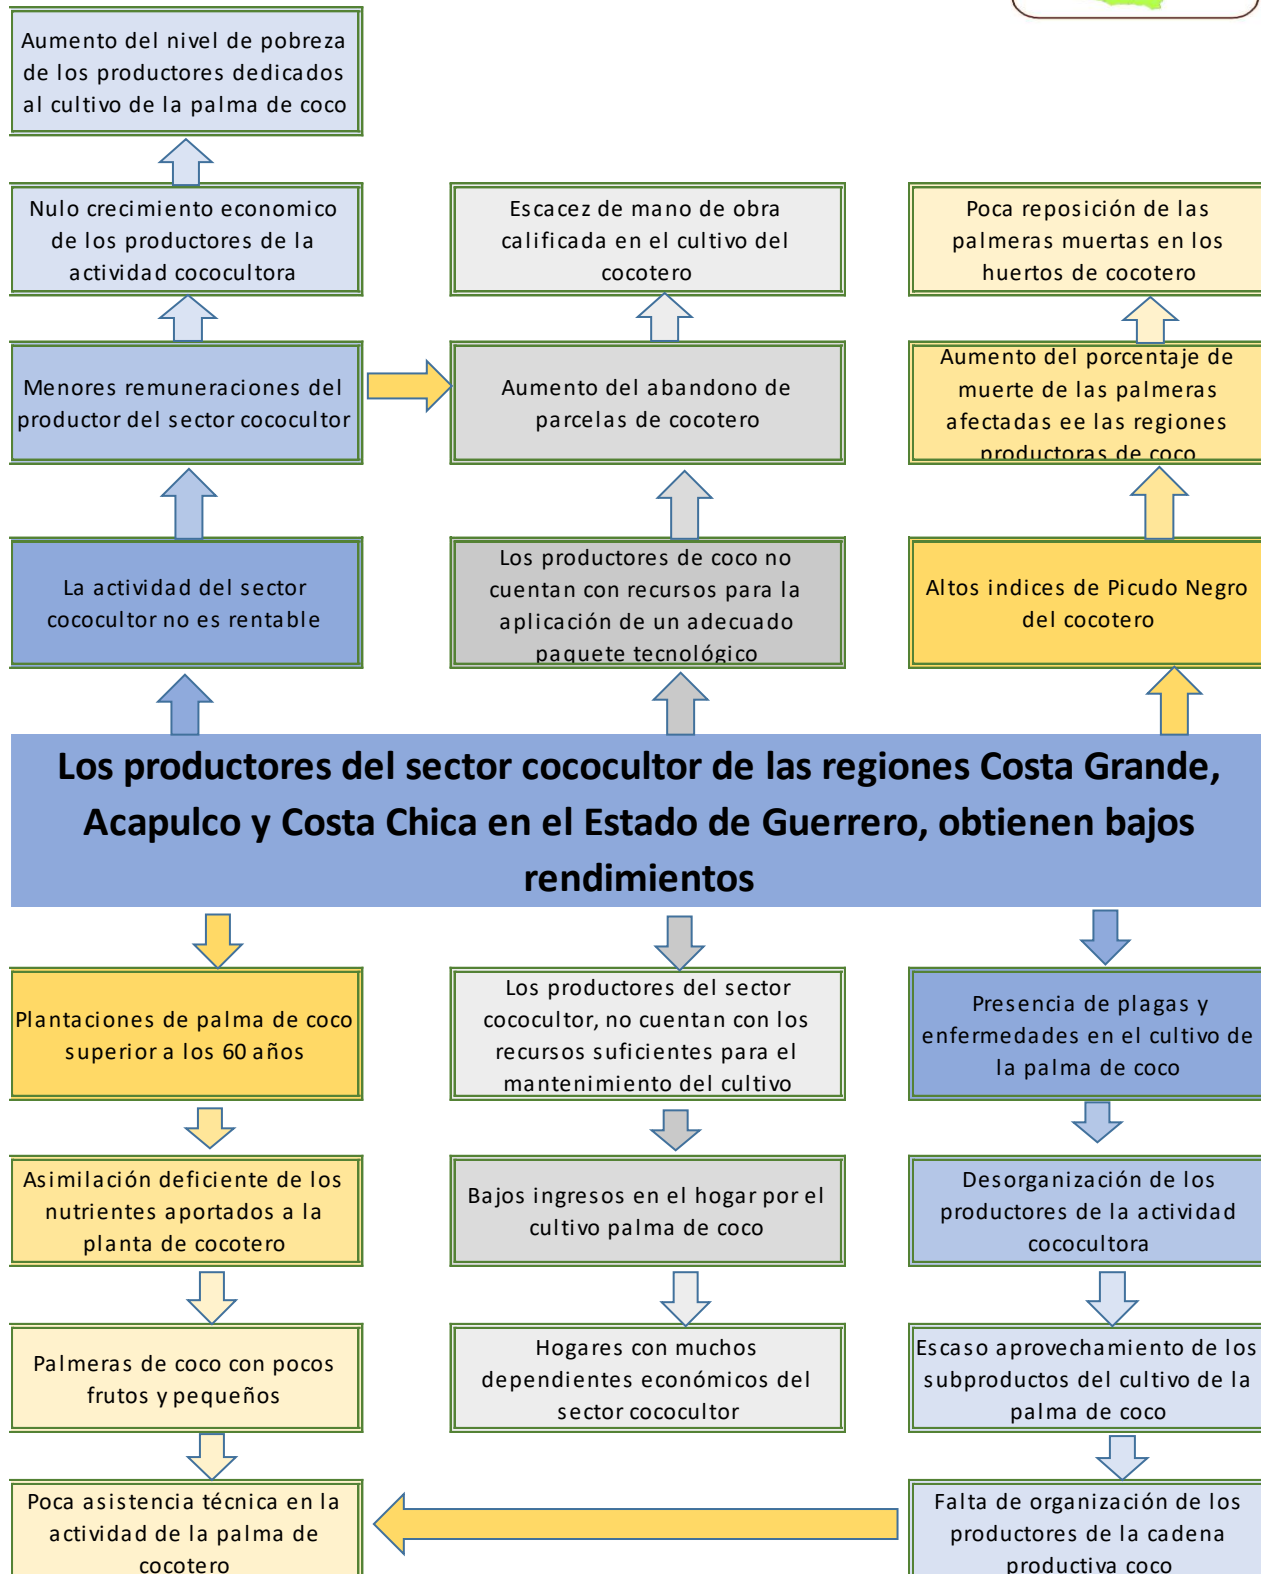 Aumento del nivel de pobreza
de los productores dedicados
al cultivo de la palma de coco
Nulo crecimiento economico
de los productores de la
actividad cococultora
Escacez de mano de obra
calificada en el cultivo del
cocotero
Poca reposición de las
palmeras muertas en los
huertos de cocotero
Menores remuneraciones del
productor del sector cococultor
Aumento del abandono de
parcelas de cocotero
Aumento del porcentaje de
muerte de las palmeras
afectadas ee las regiones
productoras de coco
La actividad del sector
cococultor no es rentable
Los productores de coco no
cuentan con recursos para la
aplicación de un adecuado
paquete tecnológico
Altos indices de Picudo Negro
del cocotero
Los productores del sector cococultor de las regiones Costa Grande,
Acapulco y Costa Chica en el Estado de Guerrero, obtienen bajos
rendimientos
Plantaciones de palma de coco
superior a los 60 años
Los productores del sector
cococultor, no cuentan con los
recursos suficientes para el
mantenimiento del cultivo
Presencia de plagas y
enfermedades en el cultivo de
la palma de coco
Asimilación deficiente de los
nutrientes aportados a la
planta de cocotero
Bajos ingresos en el hogar por el
cultivo palma de coco
Desorganización de los
productores de la actividad
cococultora
Palmeras de coco con pocos
frutos y pequeños
Hogares con muchos
dependientes económicos del
sector cococultor
Escaso aprovechamiento de los
subproductos del cultivo de la
palma de coco
Poca asistencia técnica en la
actividad de la palma de
cocotero
Falta de organización de los
productores de la cadena
productiva coco